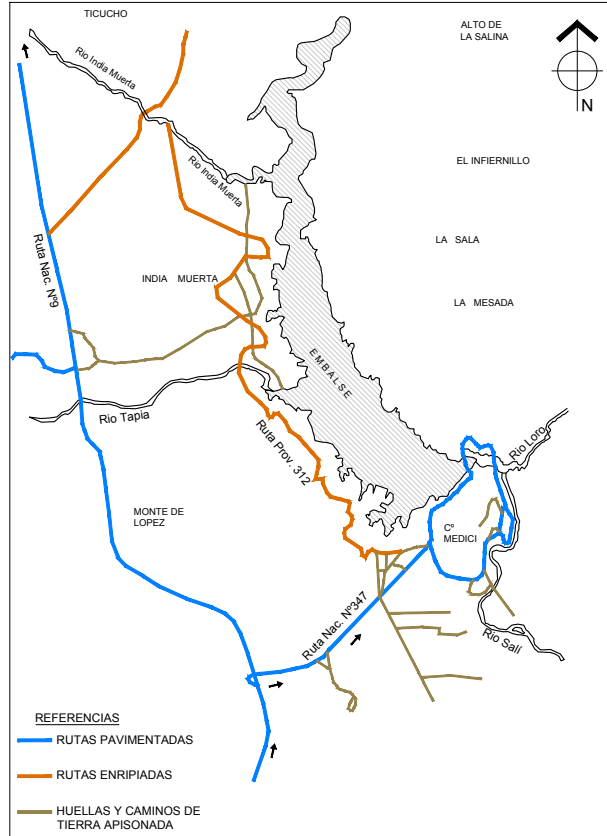 TICUCHO
ALTO DE
LA SALINA
N
Rio India Muerta
EL INFIERNILLO
Rio India Muerta
Ruta Nac. Nº9
LA SALA
INDIA MUERTA
LA MESADA
EMBALSE
Rio Tapia
Rio Loro
Ruta Prov. 312
MONTE DE
LOPEZ
Cº
MEDICI
Ruta Nac. Nº347
Rio Salí
REFERENCIAS
RUTAS PAVIMENTADAS
RUTAS ENRIPIADAS
HUELLAS Y CAMINOS DE
TIERRA APISONADA